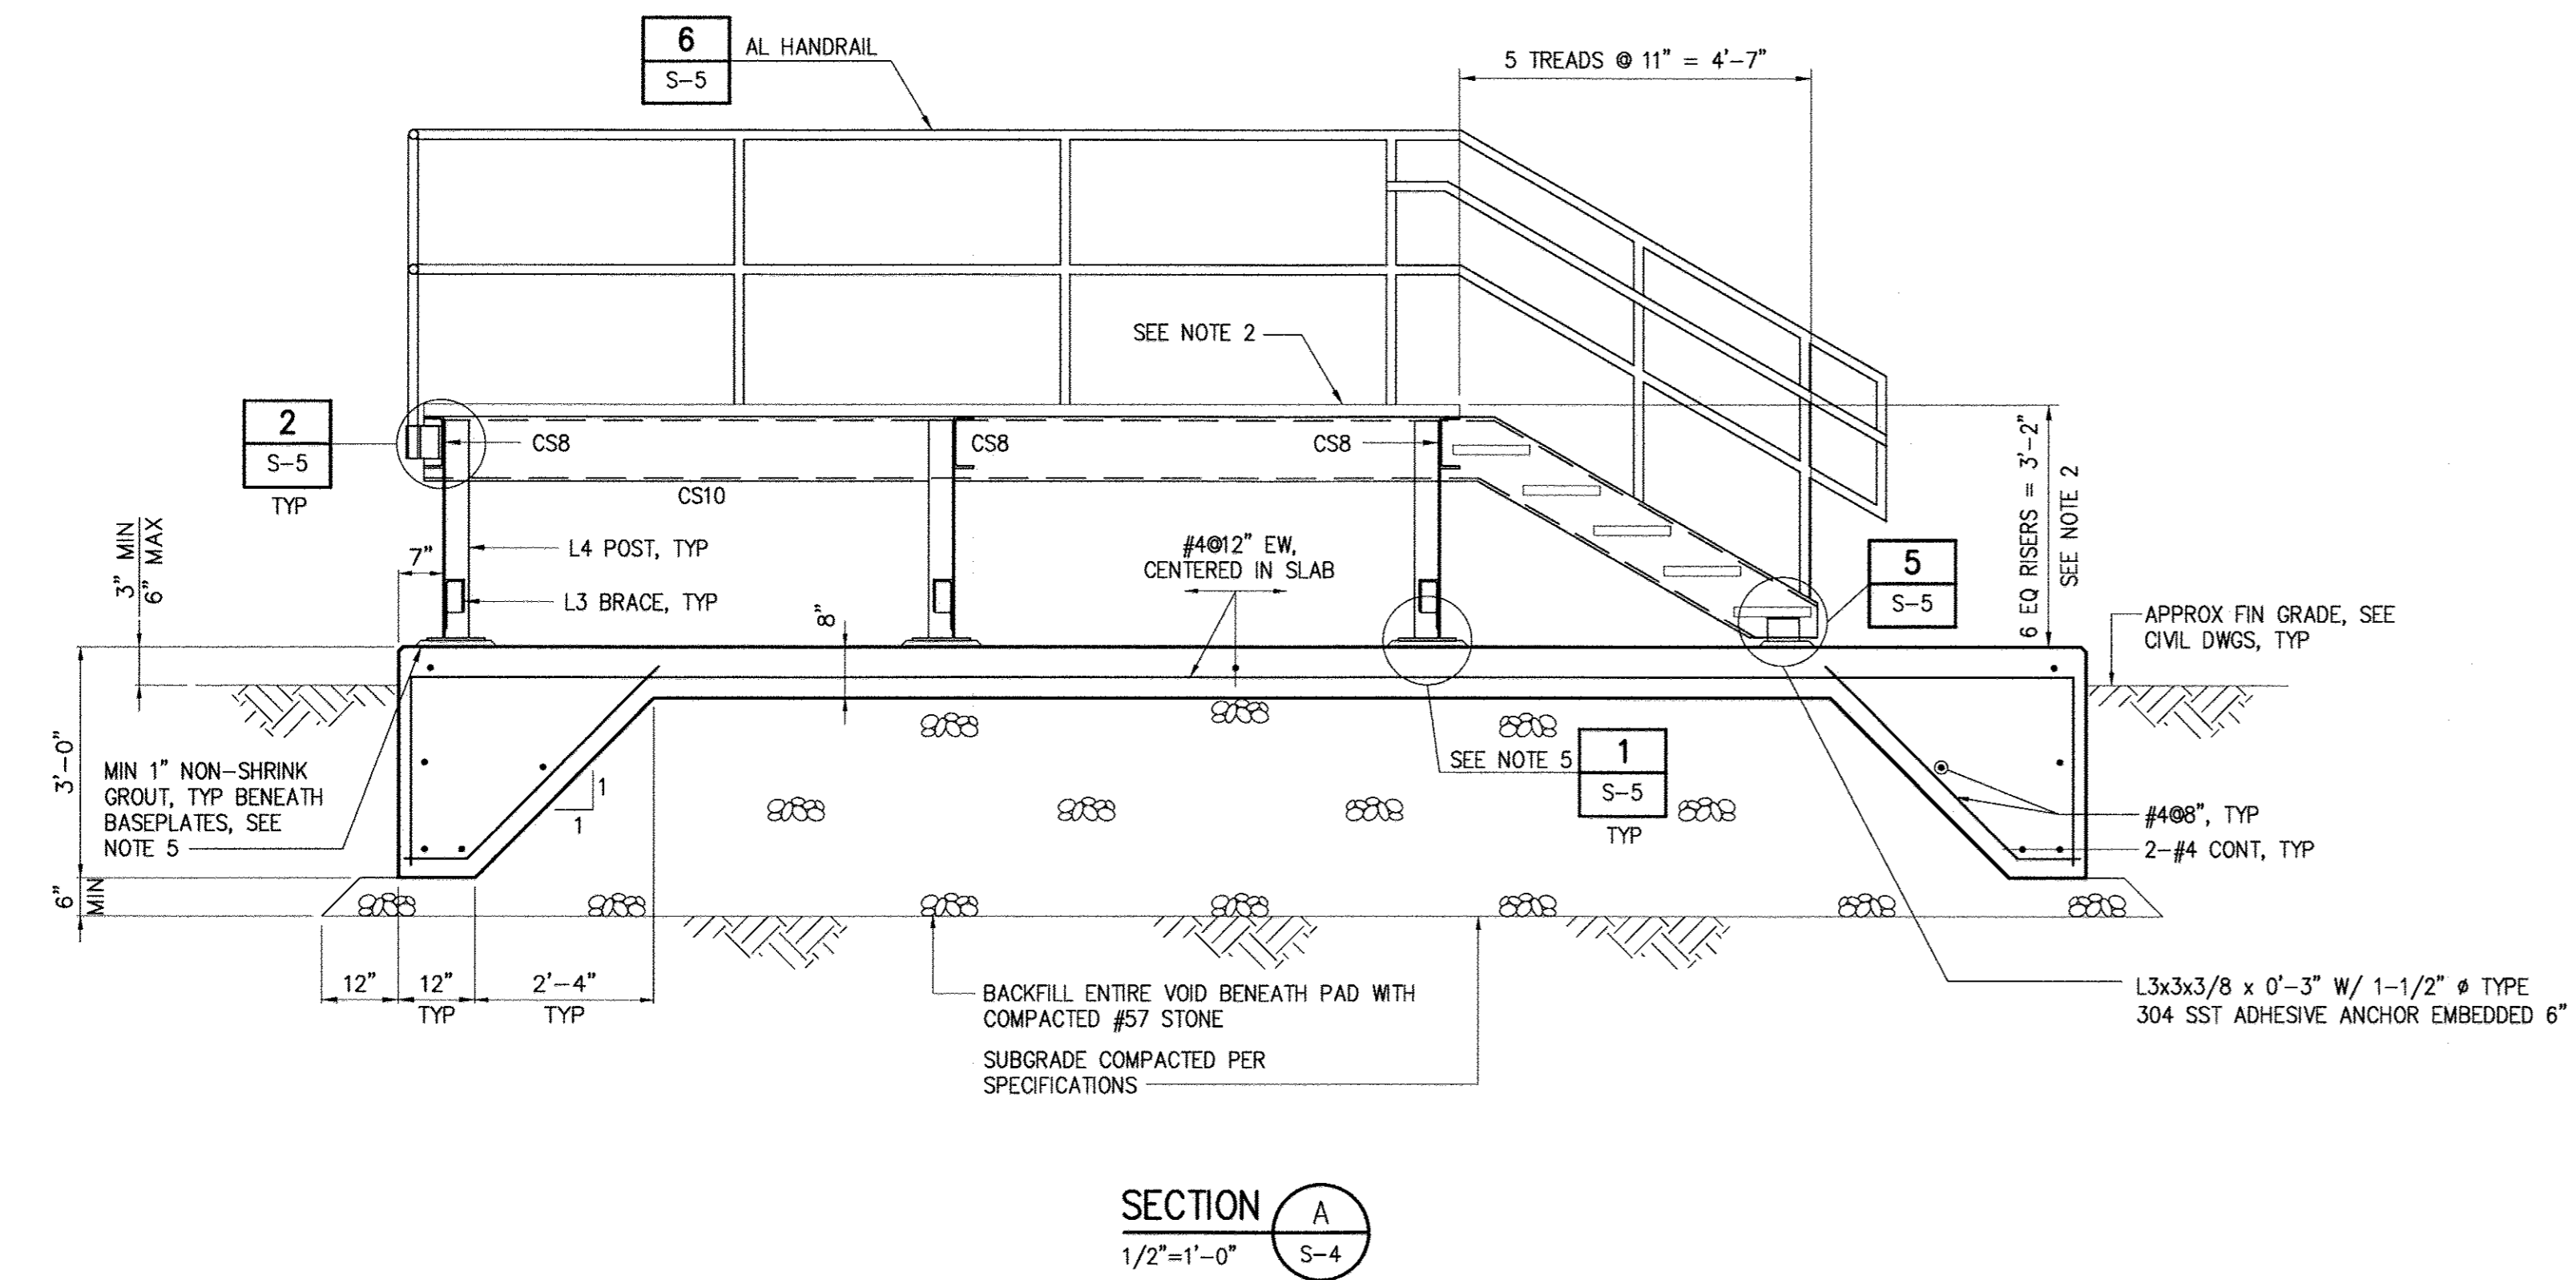 6
S-5
AL HANDRAIL
5 TREADS @ 11" = 4'-7"
SEE NOTE 2
2
S-5
TYP
CS8
CS8
CS8
CS10
3" MIN
6" MAX
7"
L4 POST, TYP
L3 BRACE, TYP
#4@12" EW,
CENTERED IN SLAB
8"
5
S-5
6 EQ RISERS = 3'-2"
SEE NOTE 2
APPROX FIN GRADE, SEE
CIVIL DWGS, TYP
3'-0"
MIN 1" NON-SHRINK
GROUT, TYP BENEATH
BASEPLATES, SEE
NOTE 5
1
1
SEE NOTE 5
1
S-5
TYP
#4@8", TYP
2-#4 CONT, TYP
6"
MIN
12"
12"
TYP
2'-4"
TYP
BACKFILL ENTIRE VOID BENEATH PAD WITH
COMPACTED #57 STONE
SUBGRADE COMPACTED PER
SPECIFICATIONS
L3x3x3/8 x 0'-3" W/ 1-1/2" ø TYPE
304 SST ADHESIVE ANCHOR EMBEDDED 6"
SECTION
A
S-4
1/2"=1'-0"